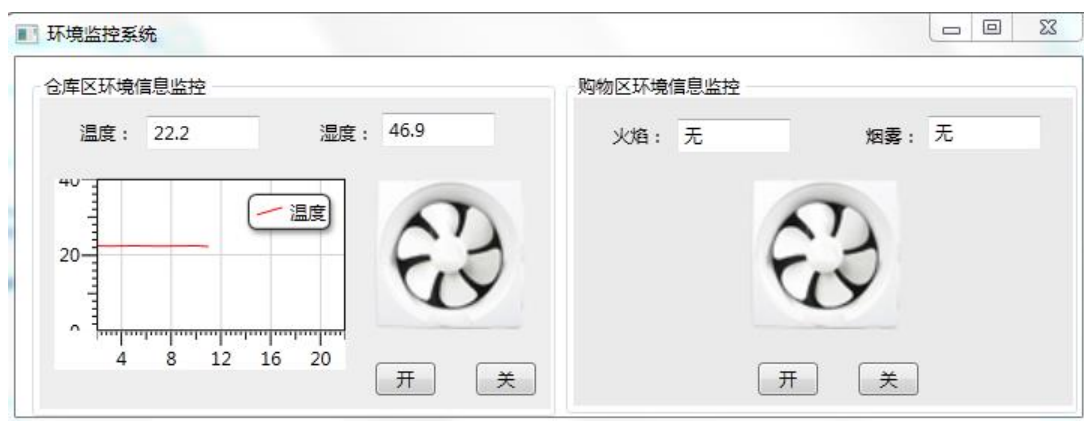 环境监控系统
仓库区环境信息监控
温度： 22.2
湿度： 46.9
40
20
0
温度
4 8 12 16 20
开 关
购物区环境信息监控
火焰： 无
烟雾： 无
开 关